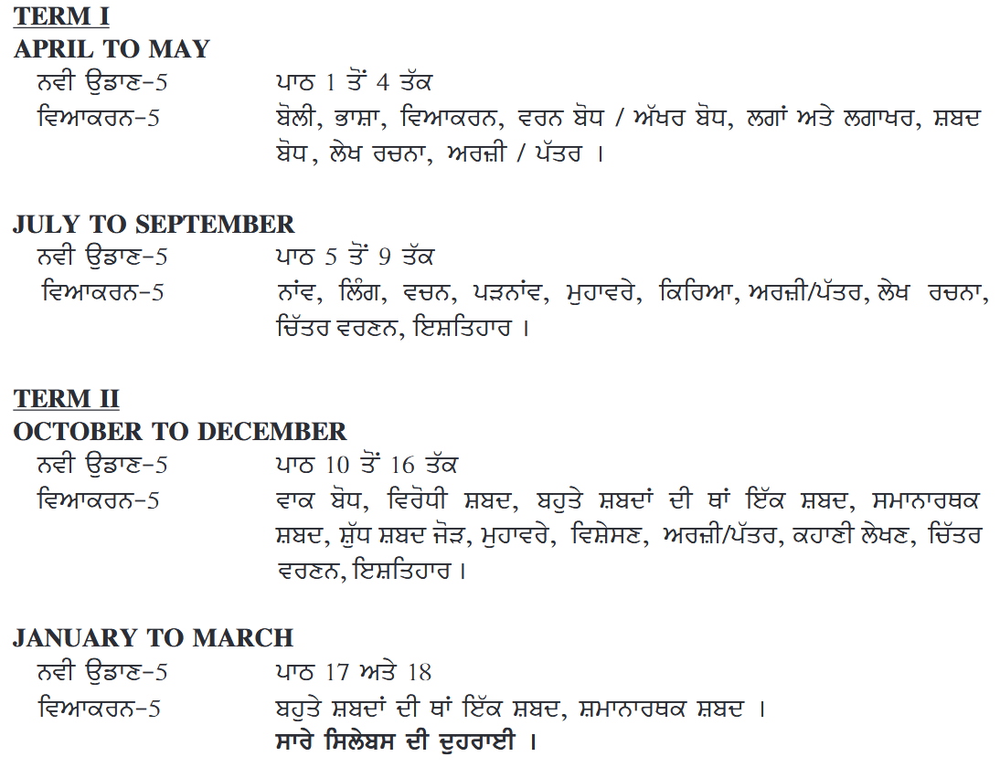 TERM I
APRIL TO MAY
ਨਵੀ ਉਡਾਣ-5 ਪਾਠ 1 ਤੋਂ 4 ਤੱਕ
ਵਿਆਕਰਨ-5 ਬੋਲੀ, ਭਾਸ਼ਾ, ਵਿਆਕਰਨ, ਵਰਨ ਬੋਧ / ਅੱਖਰ ਬੋਧ, ਲਗਾਂ ਅਤੇ ਲਗਾਖਰ, ਸ਼ਬਦ
ਬੋਧ, ਲੇਖ ਰਚਨਾ, ਅਰਜ਼ੀ / ਪੱਤਰ ।
JULY TO SEPTEMBER
ਨਵੀ ਉਡਾਣ-5 ਪਾਠ 5 ਤੋਂ 9 ਤੱਕ
ਵਿਆਕਰਨ-5 ਨਾਂਵ, ਲਿੰਗ, ਵਚਨ, ਪੜਨਾਂਵ, ਮੁਹਾਵਰੇ, ਕਿਰਿਆ, ਅਰਜ਼ੀ/ਪੱਤਰ, ਲੇਖ ਰਚਨਾ,
ਚਿੱਤਰ ਵਰਣਨ, ਇਸ਼ਤਿਹਾਰ ।
TERM II
OCTOBER TO DECEMBER
ਨਵੀ ਉਡਾਣ-5 ਪਾਠ 10 ਤੋਂ 16 ਤੱਕ
ਵਿਆਕਰਨ-5 ਵਾਕ ਬੋਧ, ਵਿਰੋਧੀ ਸ਼ਬਦ, ਬਹੁਤੇ ਸ਼ਬਦਾਂ ਦੀ ਥਾਂ ਇੱਕ ਸ਼ਬਦ, ਸਮਾਨਾਰਥਕ
ਸ਼ਬਦ, ਸ਼ੁੱਧ ਸ਼ਬਦ ਜੋੜ, ਮੁਹਾਵਰੇ, ਵਿਸ਼ੇਸਣ, ਅਰਜ਼ੀ/ਪੱਤਰ, ਕਹਾਣੀ ਲੇਖਣ, ਚਿੱਤਰ
ਵਰਣਨ, ਇਸ਼ਤਿਹਾਰ ।
JANUARY TO MARCH
ਨਵੀ ਉਡਾਣ-5 ਪਾਠ 17 ਅਤੇ 18
ਵਿਆਕਰਨ-5 ਬਹੁਤੇ ਸ਼ਬਦਾਂ ਦੀ ਥਾਂ ਇੱਕ ਸ਼ਬਦ, ਸ਼ਮਾਨਾਰਥਕ ਸ਼ਬਦ ।
ਸਾਰੇ ਸਿਲੇਬਸ ਦੀ ਦੁਹਰਾਈ ।